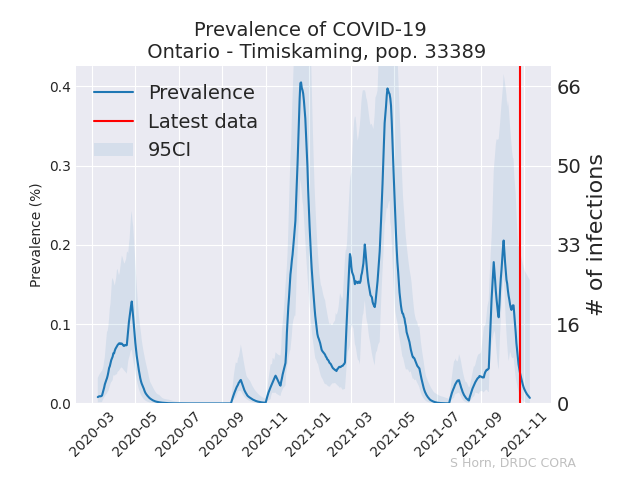 Prevalence of COVID-19
Ontario - Timiskaming, pop. 33389
Prevalence
Latest data
95CI
Prevalence (%)
0.4
0.3
0.2
0.1
0.0
66
50
33
16
0
# of infections
2020-03
2020-05
2020-07
2020-09
2020-11
2021-01
2021-03
2021-05
2021-07
2021-09
2021-11
S Horn, DRDC CORA